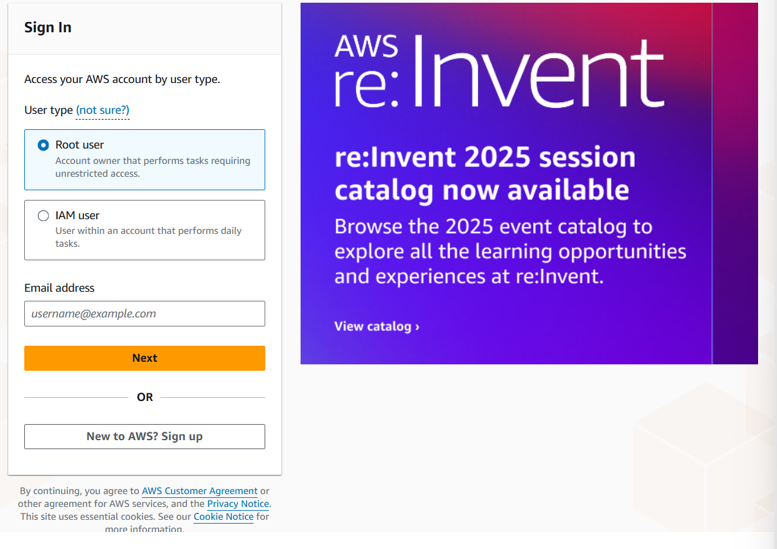 Sign In
Access your AWS account by user type.
User type (not sure?)
Root user
Account owner that performs tasks requiring
unrestricted access.
IAM user
User within an account that performs daily
tasks.
Email address
username@example.com
Next
OR
New to AWS? Sign up
By continuing, you agree to AWS Customer Agreement or
other agreement for AWS services, and the Privacy Notice.
This site uses essential cookies. See our Cookie Notice for
more information.
AWS
re:Invent
re:Invent 2025 session
catalog now available
Browse the 2025 event catalog to
explore all the learning opportunities
and experiences at re:Invent.
View catalog ›